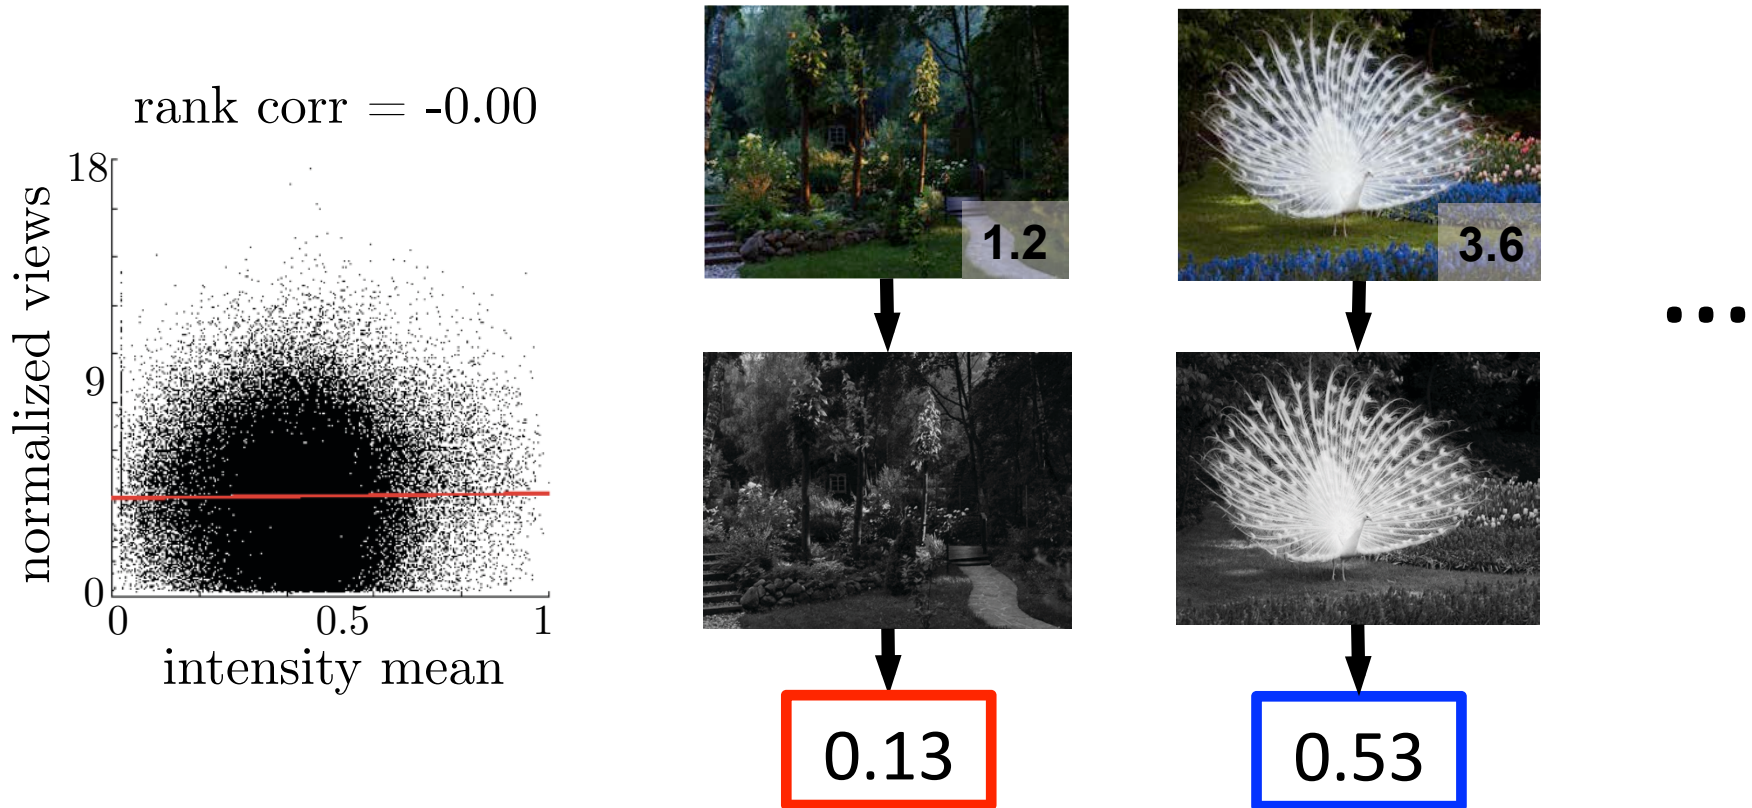 rank corr = -0.00
normalized views
18
9
0
0 0.5 1
intensity mean
1.2
3.6
...
0.13
0.53